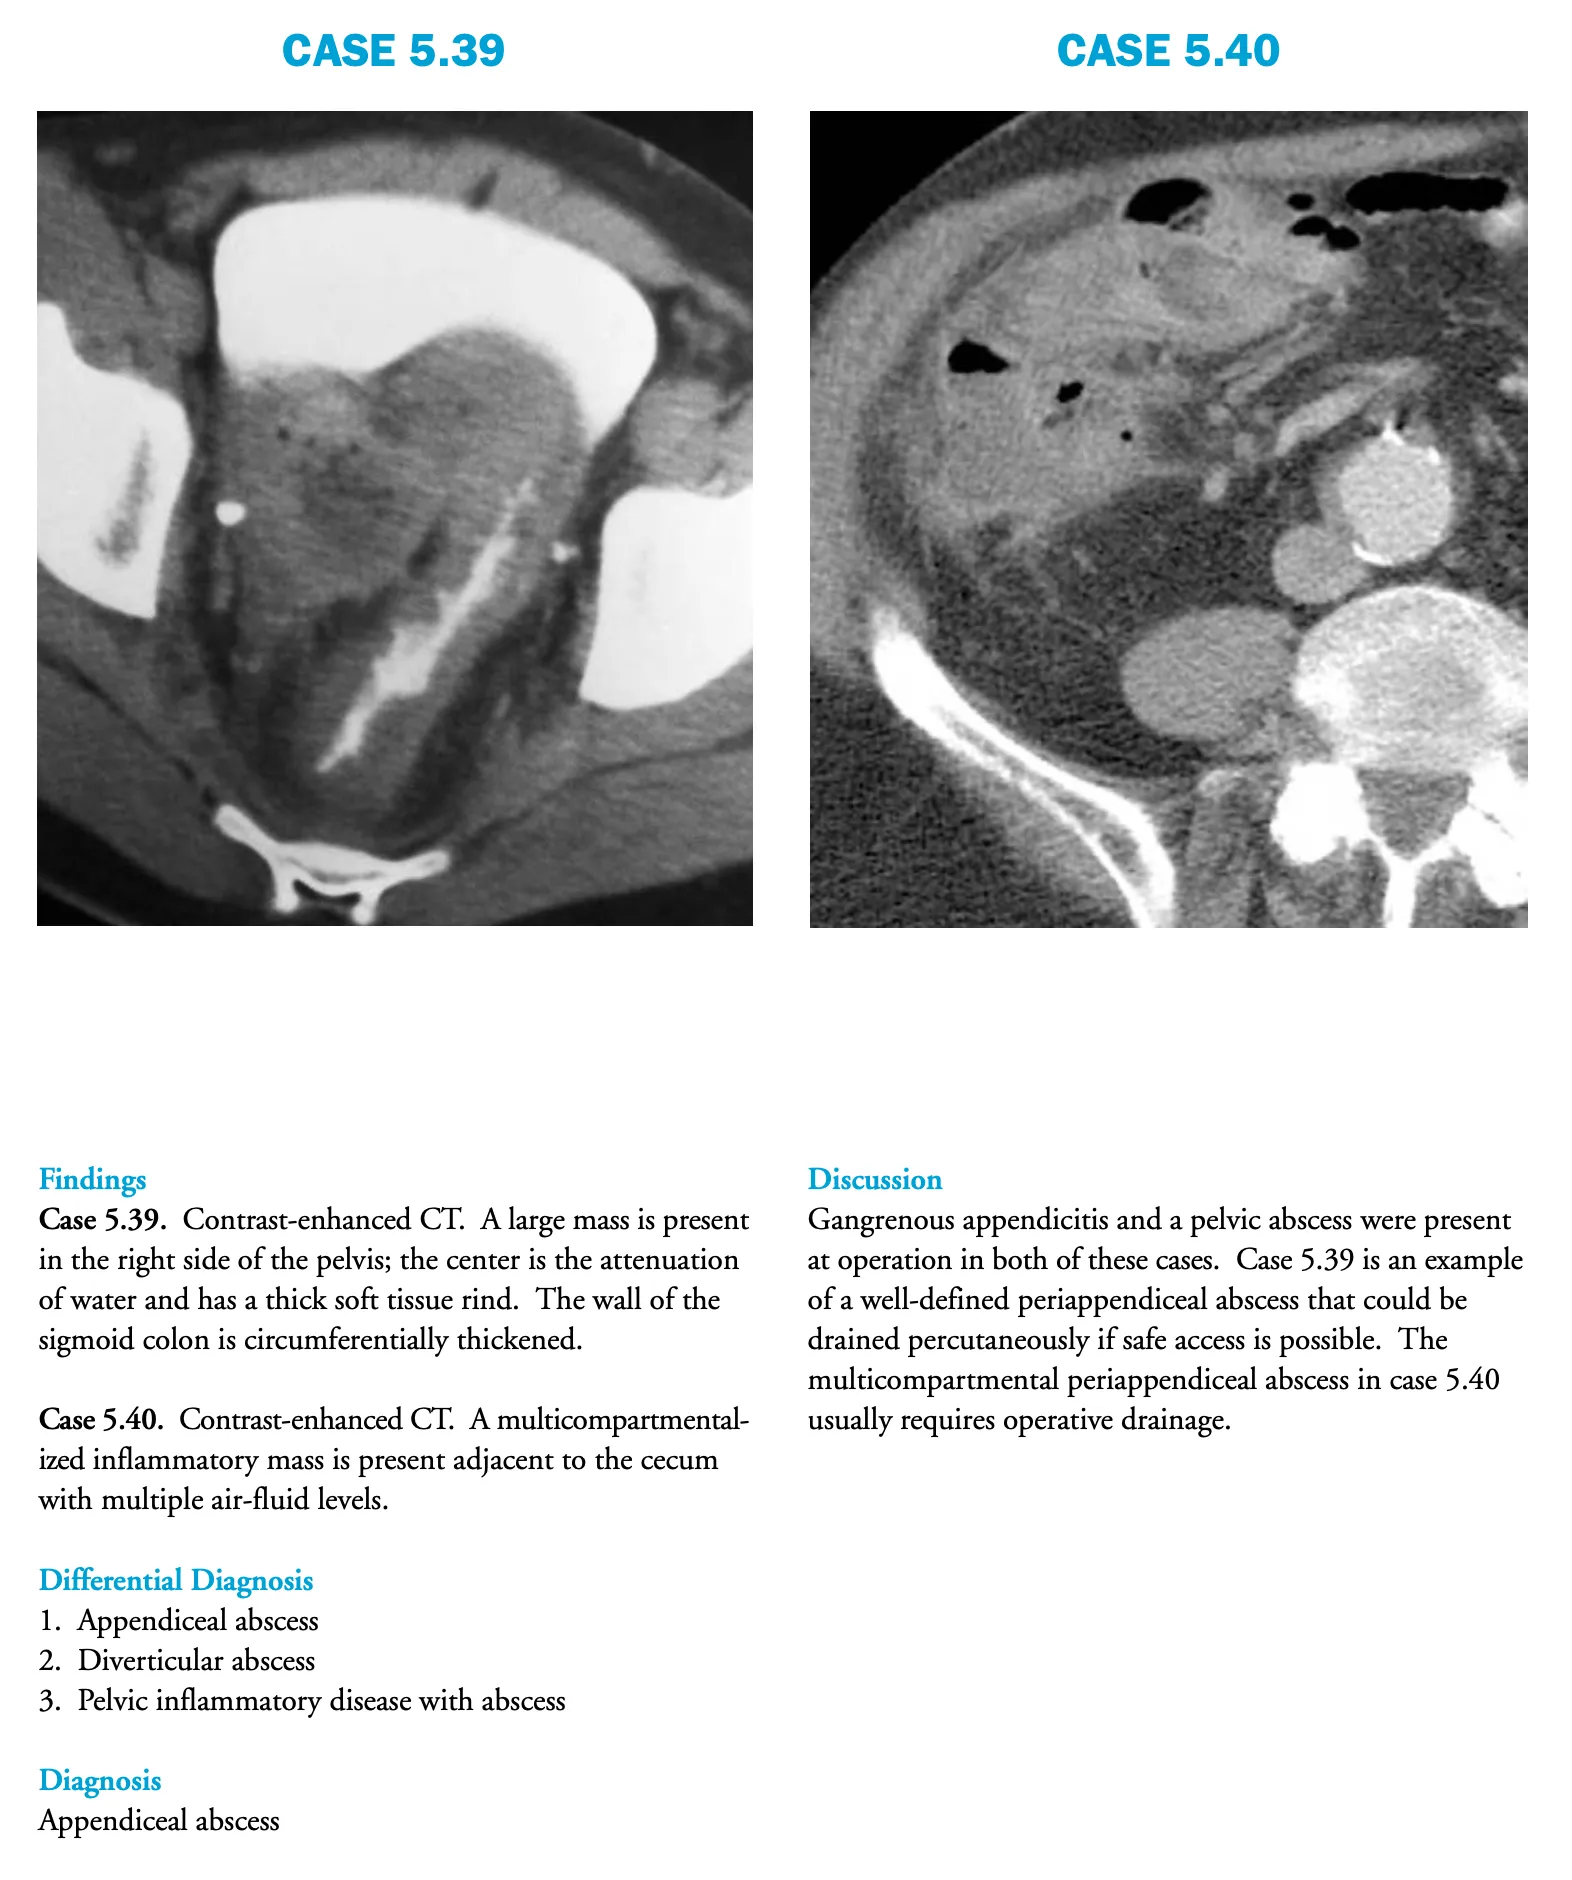 CASE 5.39
CASE 5.40
Findings
Case 5.39. Contrast-enhanced CT. A large mass is present
in the right side of the pelvis; the center is the attenuation
of water and has a thick soft tissue rind. The wall of the
sigmoid colon is circumferentially thickened.
Case 5.40. Contrast-enhanced CT. A multicompartmental-
ized inflammatory mass is present adjacent to the cecum
with multiple air-fluid levels.
Differential Diagnosis
1. Appendiceal abscess
2. Diverticular abscess
3. Pelvic inflammatory disease with abscess
Diagnosis
Appendiceal abscess
Discussion
Gangrenous appendicitis and a pelvic abscess were present
at operation in both of these cases. Case 5.39 is an example
of a well-defined periappendiceal abscess that could be
drained percutaneously if safe access is possible. The
multicompartmental periappendiceal abscess in case 5.40
usually requires operative drainage.